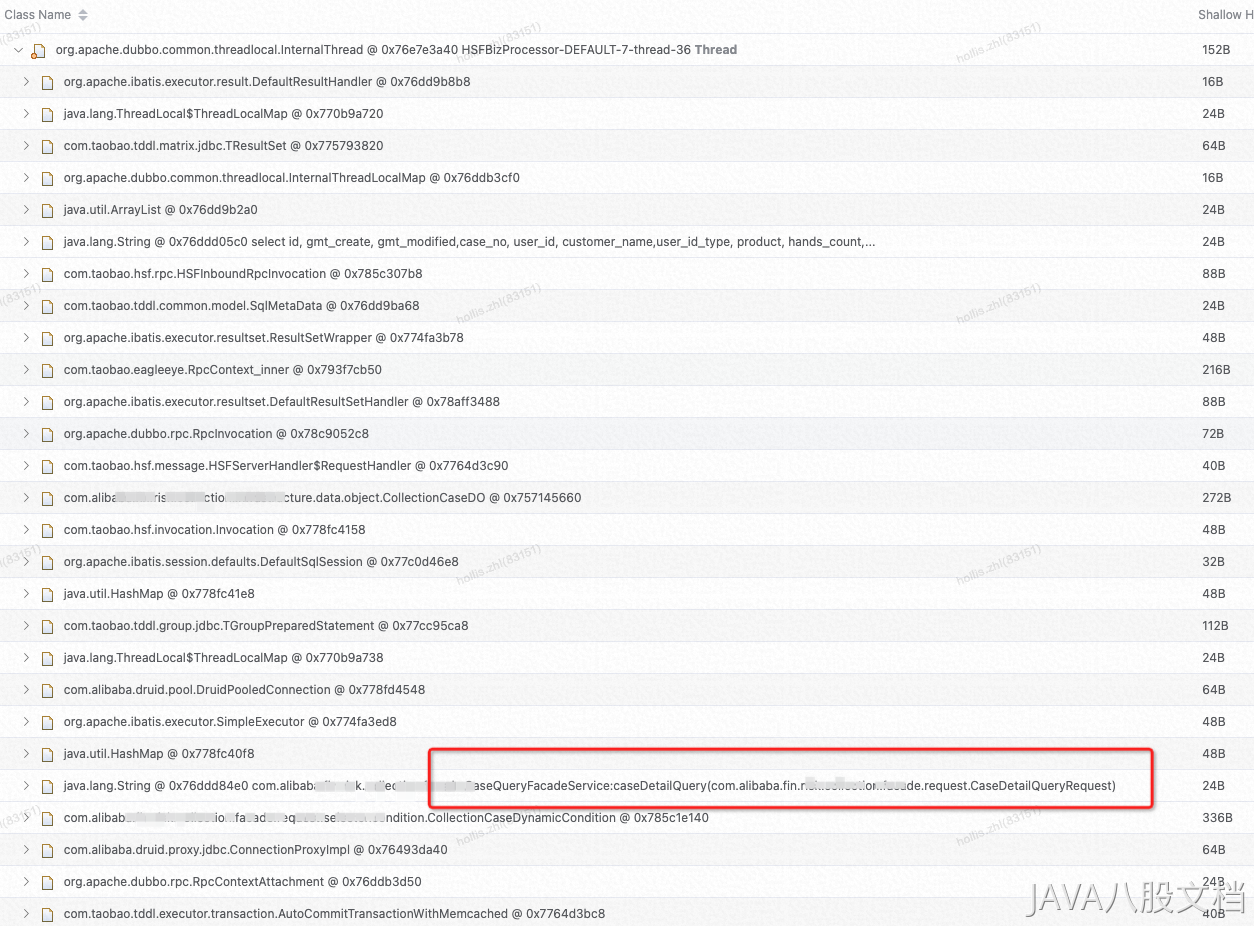 Class Name Shallow H
org.apache.dubbo.common.threadlocal.InternalThread @ 0x76e7e3a40 HSFBizProcessor-DEFAULT-7-thread-36 Thread 152B
org.apache.ibatis.executor.result.DefaultResultHandler @ 0x76dd9b8b8 16B
java.lang.ThreadLocal$ThreadLocalMap @ 0x770b9a720 24B
com.taobao.tddl.matrix.jdbc.TResultSet @ 0x775793820 64B
org.apache.dubbo.common.threadlocal.InternalThreadLocalMap @ 0x76ddb3cf0 16B
java.util.ArrayList @ 0x76dd9b2a0 24B
java.lang.String @ 0x76ddd05c0 select id, gmt_create, gmt_modified,case_no, user_id, customer_name,user_id_type, product, hands_count,... 24B
com.taobao.hsf.rpc.HSFInboundRpcInvocation @ 0x785c307b8 88B
com.taobao.tddl.common.model.SqlMetaData @ 0x76dd9ba68 24B
org.apache.ibatis.executor.resultset.ResultSetWrapper @ 0x774fa3b78 48B
com.taobao.eagleeye.RpcContext_inner @ 0x793f7cb50 216B
org.apache.ibatis.executor.resultset.DefaultResultSetHandler @ 0x78aff3488 88B
org.apache.dubbo.rpc.RpcInvocation @ 0x78c9052c8 72B
com.taobao.hsf.message.HSFServerHandler$RequestHandler @ 0x7764d3c90 40B
com.aliba cture.data.object.CollectionCaseDO @ 0x757145660 272B
com.taobao.hsf.invocation.Invocation @ 0x778fc4158 48B
org.apache.ibatis.session.defaults.DefaultSqlSession @ 0x77c0d46e8 32B
java.util.HashMap @ 0x778fc41e8 48B
com.taobao.tddl.group.jdbc.TGroupPreparedStatement @ 0x77cc95ca8 112B
java.lang.ThreadLocal$ThreadLocalMap @ 0x770b9a738 24B
com.alibaba.druid.pool.DruidPooledConnection @ 0x778fd4548 64B
org.apache.ibatis.executor.SimpleExecutor @ 0x774fa3ed8 48B
java.util.HashMap @ 0x778fc40f8 48B
java.lang.String @ 0x76ddd84e0 com.alibaba CaseQueryFacadeService:caseDetailQuery(com.alibaba.fin. .request.CaseDetailQueryRequest) 24B
com.alibaba .CollectionCaseDynamicCondition @ 0x785c1e140 336B
com.alibaba.druid.proxy.jdbc.ConnectionProxyImpl @ 0x76493da40 64B
org.apache.dubbo.rpc.RpcContextAttachment @ 0x76ddb3d50 24B
com.taobao.tddl.executor.transaction.AutoCommitTransactionWithMemcached @ 0x7764d3bc8 40B
hollis.zhl(83151)
JAVA八股文档